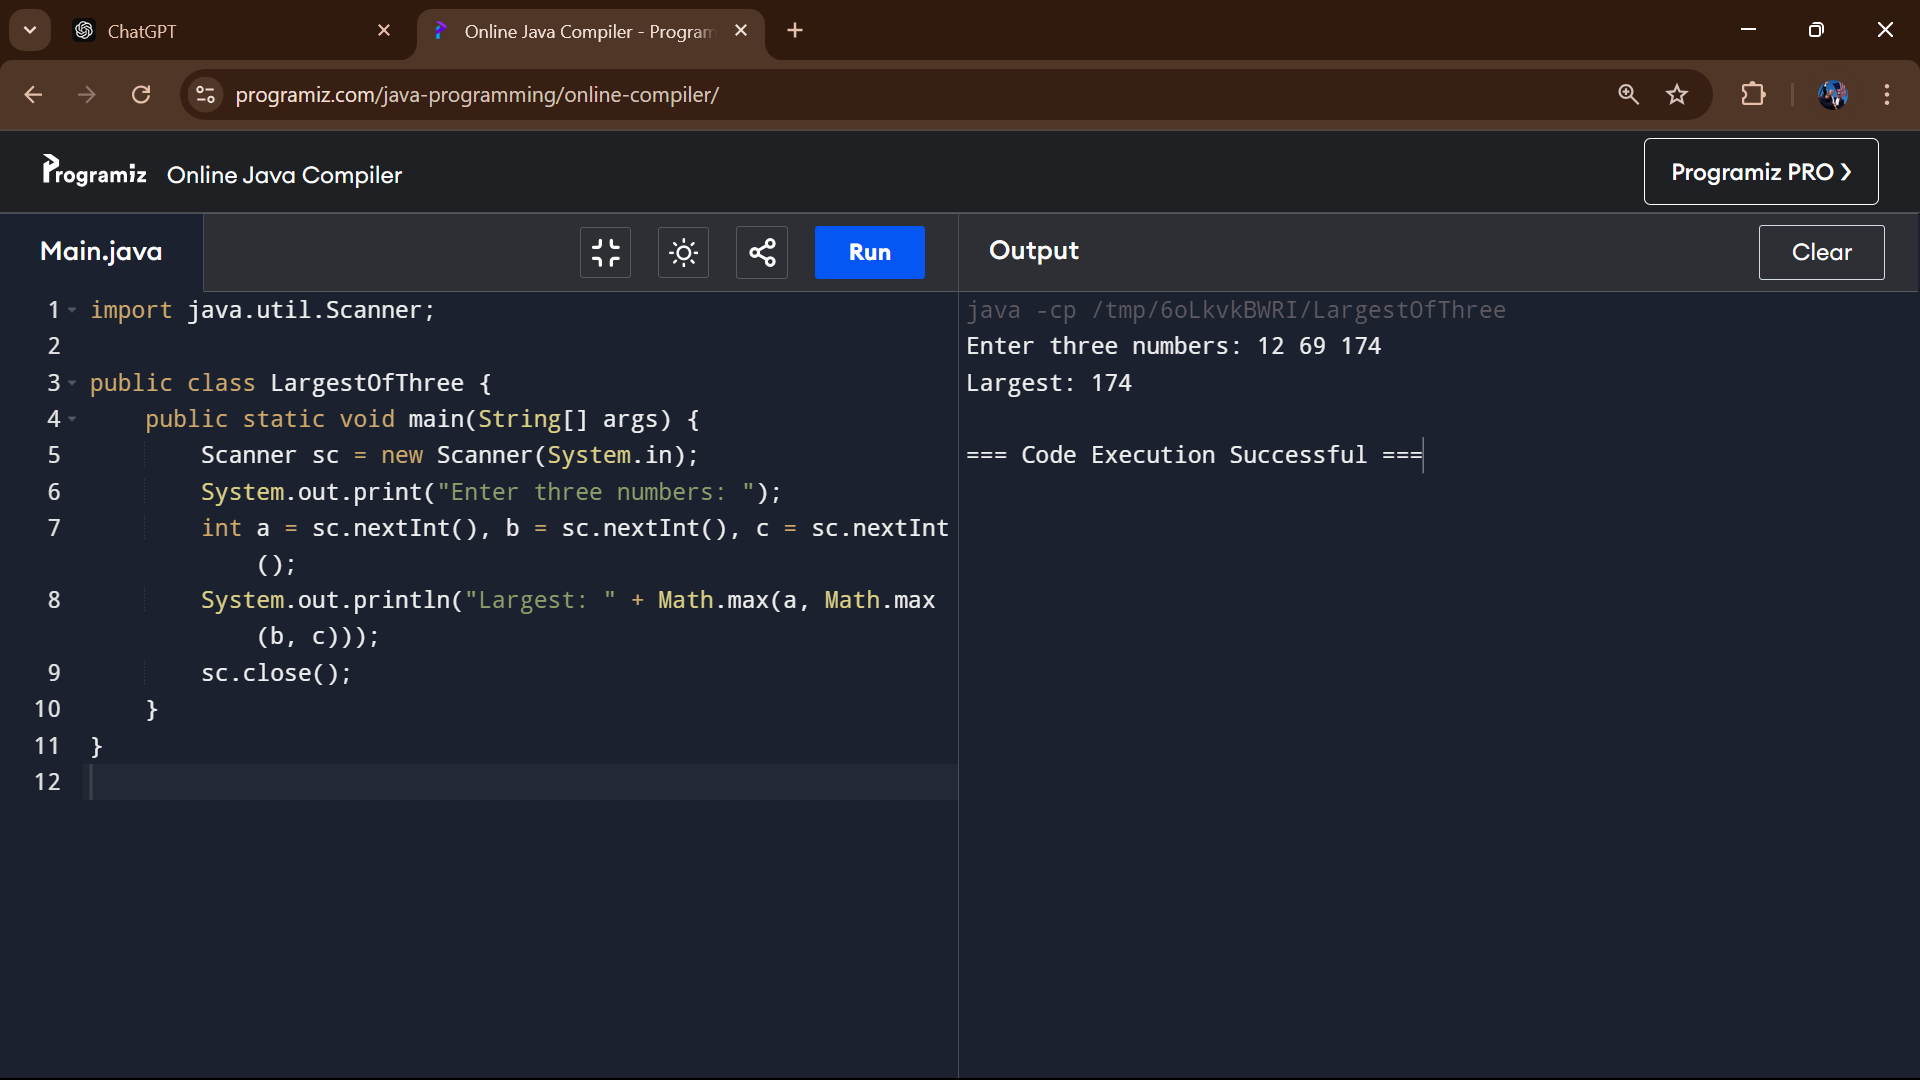 ChatGPT
Online Java Compiler - Program
programiz.com/java-programming/online-compiler/
Programiz Online Java Compiler
Programiz PRO ❯
Main.java
Run
Output
Clear
1 import java.util.Scanner;
2
3 public class LargestOfThree {
4     public static void main(String[] args) {
5         Scanner sc = new Scanner(System.in);
6         System.out.print("Enter three numbers: ");
7         int a = sc.nextInt(), b = sc.nextInt(), c = sc.nextInt
            ();
8         System.out.println("Largest: " + Math.max(a, Math.max
            (b, c)));
9         sc.close();
10     }
11 }
12
java -cp /tmp/6oLkvkBWRI/LargestOfThree
Enter three numbers: 12 69 174
Largest: 174
=== Code Execution Successful ===